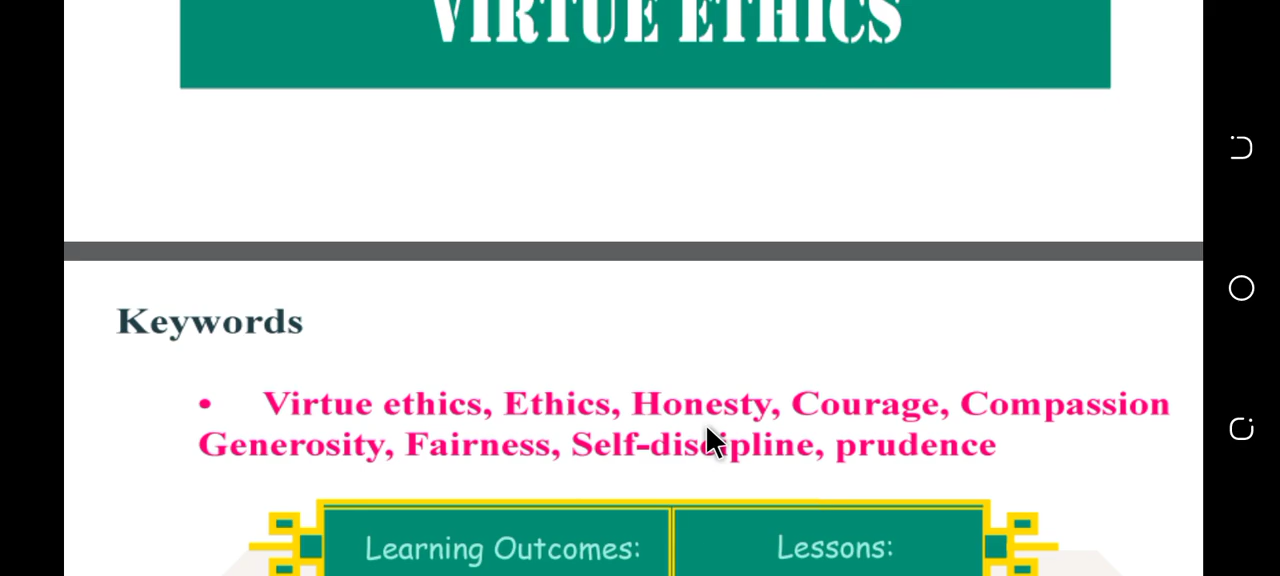 VIRTUE ETHICS
Keywords
• Virtue ethics, Ethics, Honesty, Courage, Compassion
Generosity, Fairness, Self-discipline, prudence
Learning Outcomes:
Lessons: